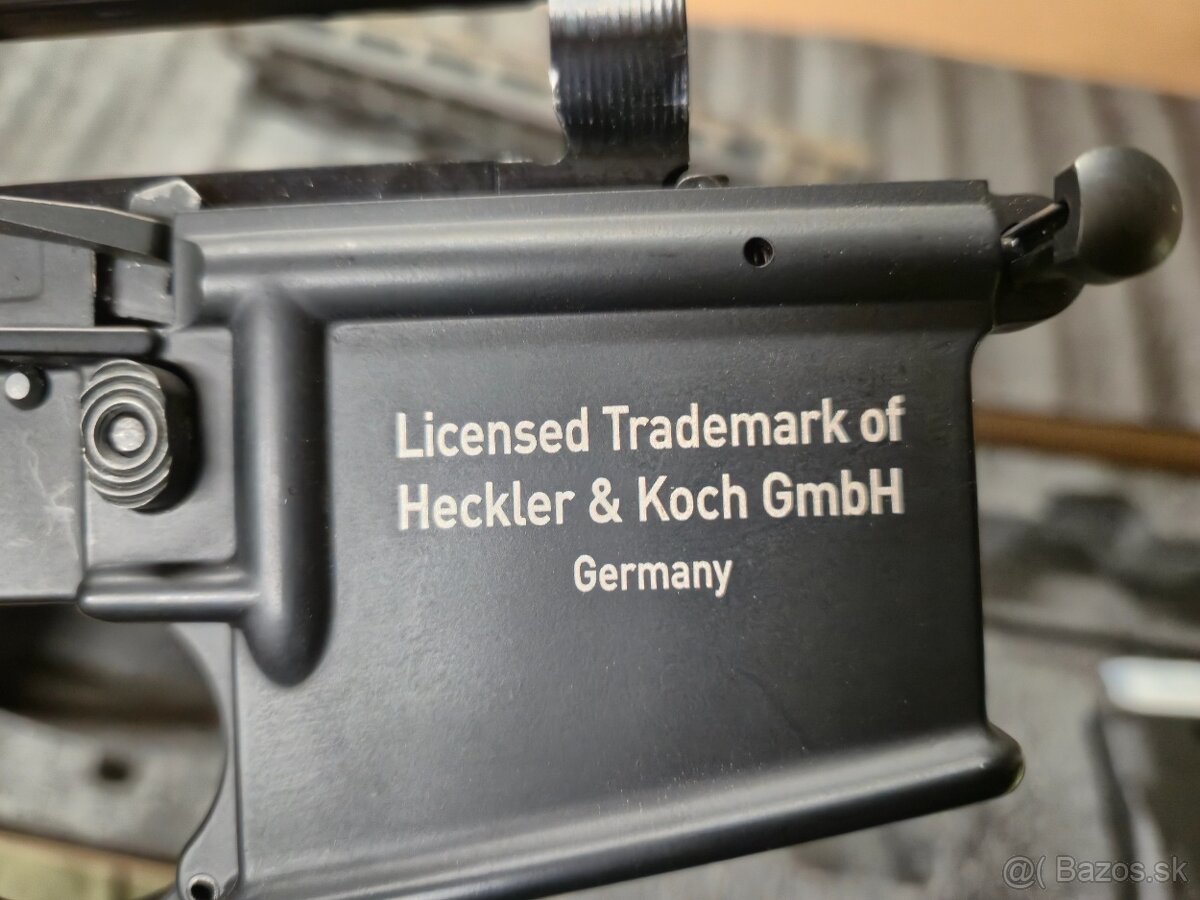 Licensed Trademark of
Heckler & Koch GmbH
Germany
@( Bazos.sk